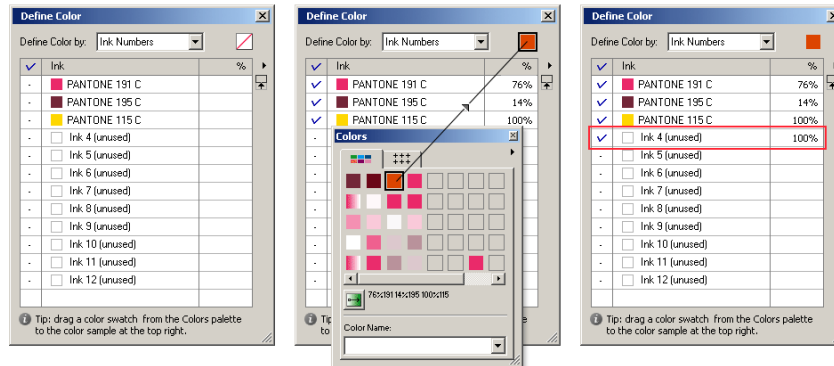 Define Color
Define Color by: Ink Numbers
Ink %
PANTONE 191 C
PANTONE 195 C
PANTONE 115 C
Ink 4 (unused)
Ink 5 (unused)
Ink 6 (unused)
Ink 7 (unused)
Ink 8 (unused)
Ink 9 (unused)
Ink 10 (unused)
Ink 11 (unused)
Ink 12 (unused)
Tip: drag a color swatch from the Colors palette
to the color sample at the top right.
Define Color
Define Color by: Ink Numbers
Ink %
PANTONE 191 C 76%
PANTONE 195 C 14%
PANTONE 115 C 100%
Colors
76%191 14%195 100%115
Color Name:
Define Color
Define Color by: Ink Numbers
Ink %
PANTONE 191 C 76%
PANTONE 195 C 14%
PANTONE 115 C 100%
Ink 4 (unused) 100%
Ink 5 (unused)
Ink 6 (unused)
Ink 7 (unused)
Ink 8 (unused)
Ink 9 (unused)
Ink 10 (unused)
Ink 11 (unused)
Ink 12 (unused)
Tip: drag a color swatch from the Colors palette
to the color sample at the top right.